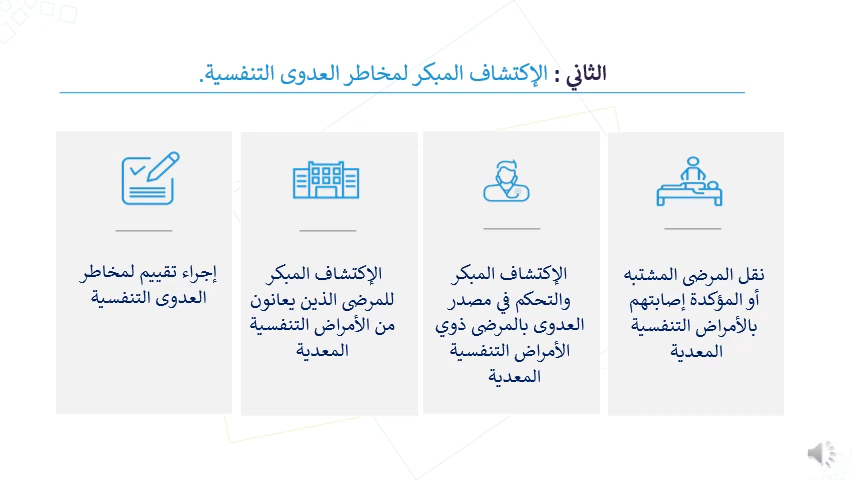 الثاني : الإكتشاف المبكر لمخاطر العدوى التنفسية.
نقل المرضى المشتبه
أو المؤكدة إصابتهم
بالأمراض التنفسية
المعدية
الإكتشاف المبكر
والتحكم في مصدر
العدوى بالمرضى ذوي
الأمراض التنفسية
المعدية
الإكتشاف المبكر
للمرضى الذين يعانون
من الأمراض التنفسية
المعدية
إجراء تقييم لمخاطر
العدوى التنفسية